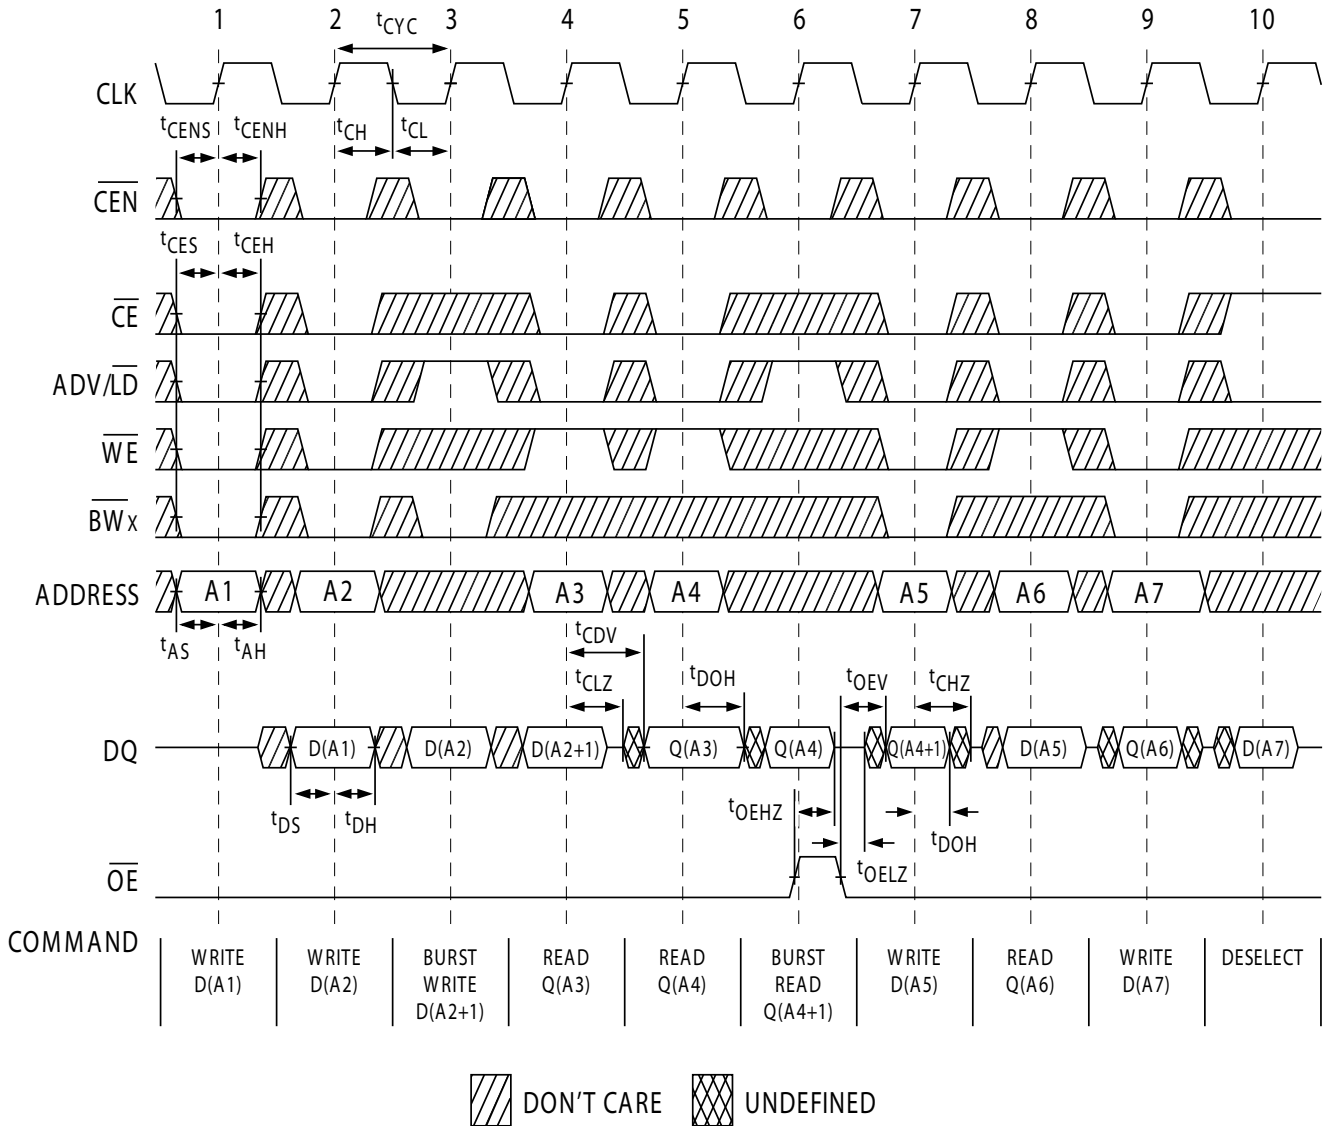 1 2 tCYC 3 4 5 6 7 8 9 10
CLK
tCENS tCENH tCH tCL
CEN
tCES tCEH
CE
ADV/LD
WE
BWx
ADDRESS A1 A2 A3 A4 A5 A6 A7
tAS tAH tCDV
tCLZ tDOH tOEV tCHZ
DQ D(A1) D(A2) D(A2+1) Q(A3) Q(A4) Q(A4+1) D(A5) Q(A6) D(A7)
tDS tDH tOEHZ tDOH
tOELZ
OE
COMMAND
WRITE WRITE BURST READ READ BURST WRITE READ WRITE DESELECT
D(A1) D(A2) WRITE Q(A3) Q(A4) READ D(A5) Q(A6) D(A7)
D(A2+1) Q(A4+1)
DON'T CARE UNDEFINED